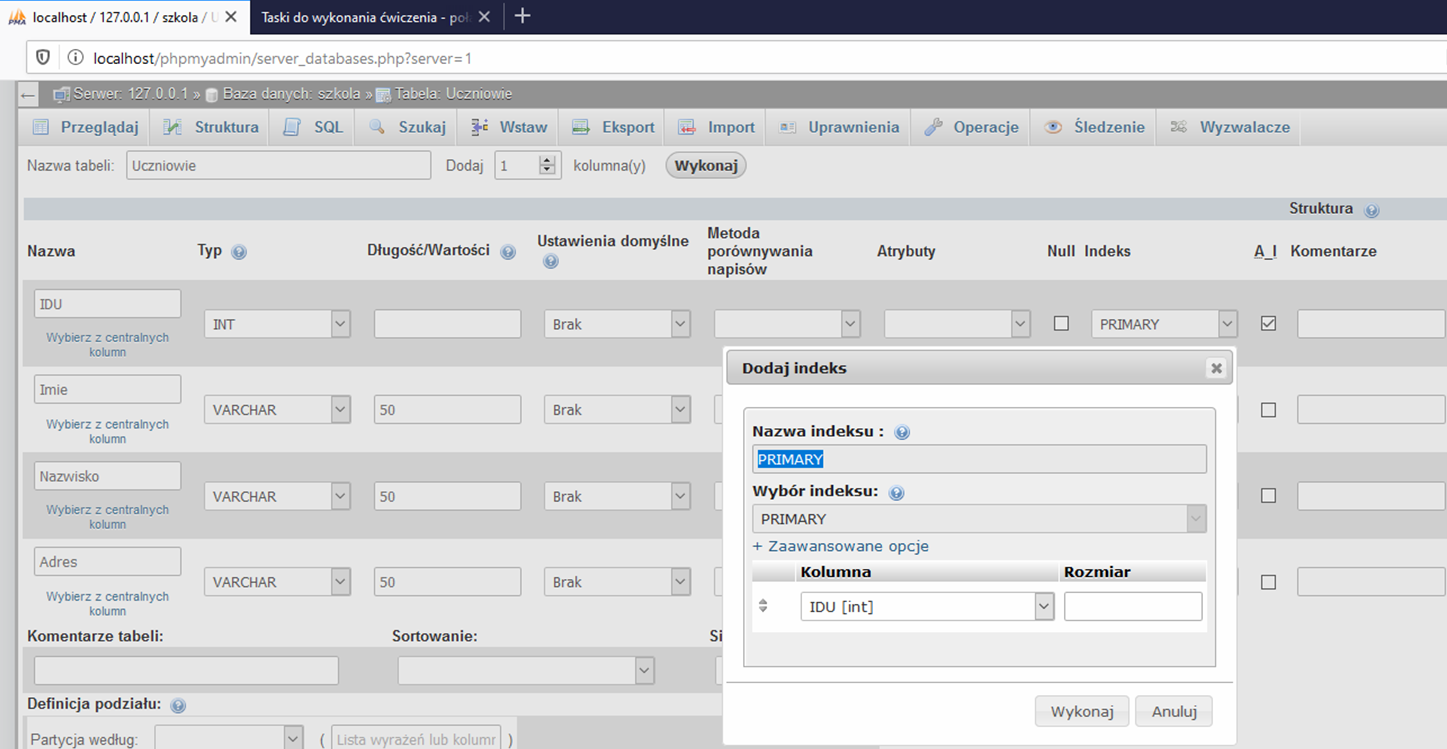 localhost / 127.0.0.1 / szkola / U
Taski do wykonania ćwiczenia - poł
localhost/phpmyadmin/server_databases.php?server=1
Serwer: 127.0.0.1 » Baza danych: szkola » Tabela: Uczniowie
Przeglądaj Struktura SQL Szukaj Wstaw Eksport Import Uprawnienia Operacje Śledzenie Wyzwalacze
Nazwa tabeli: Uczniowie Dodaj 1 kolumna(y) Wykonaj
Struktura
Nazwa Typ Długość/Wartości Ustawienia domyślne Metoda porównywania napisów Atrybuty Null Indeks A_I Komentarze
IDU INT Brak PRIMARY
Wybierz z centralnych
kolumn
Imie VARCHAR 50 Brak
Wybierz z centralnych
kolumn
Nazwisko VARCHAR 50 Brak
Wybierz z centralnych
kolumn
Adres VARCHAR 50 Brak
Wybierz z centralnych
kolumn
Komentarze tabeli: Sortowanie: Si
Definicja podziału:
Partycja według: ( Lista wyrażeń lub kolumn )
Dodaj indeks
Nazwa indeksu :
PRIMARY
Wybór indeksu:
PRIMARY
+ Zaawansowane opcje
Kolumna Rozmiar
IDU [int]
Wykonaj Anuluj